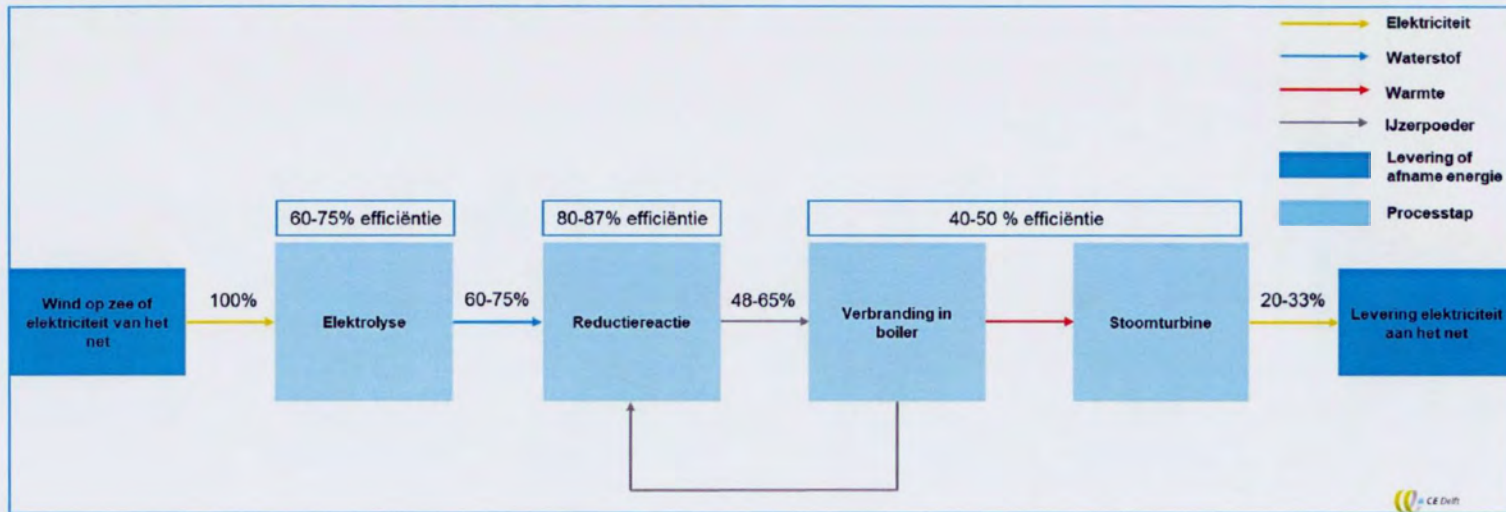 Elektriciteit
Waterstof
Warmte
IJzerpoeder
Levering of
afname energie
Processtap
60-75% efficiëntie
80-87% efficiëntie
40-50 % efficiëntie
Wind op zee of
elektriciteit van het
net
100%
Elektrolyse
60-75%
Reductiereactie
48-65%
Verbranding in
boiler
Stoomturbine
20-33%
Levering elektriciteit
aan het net
CE Delft